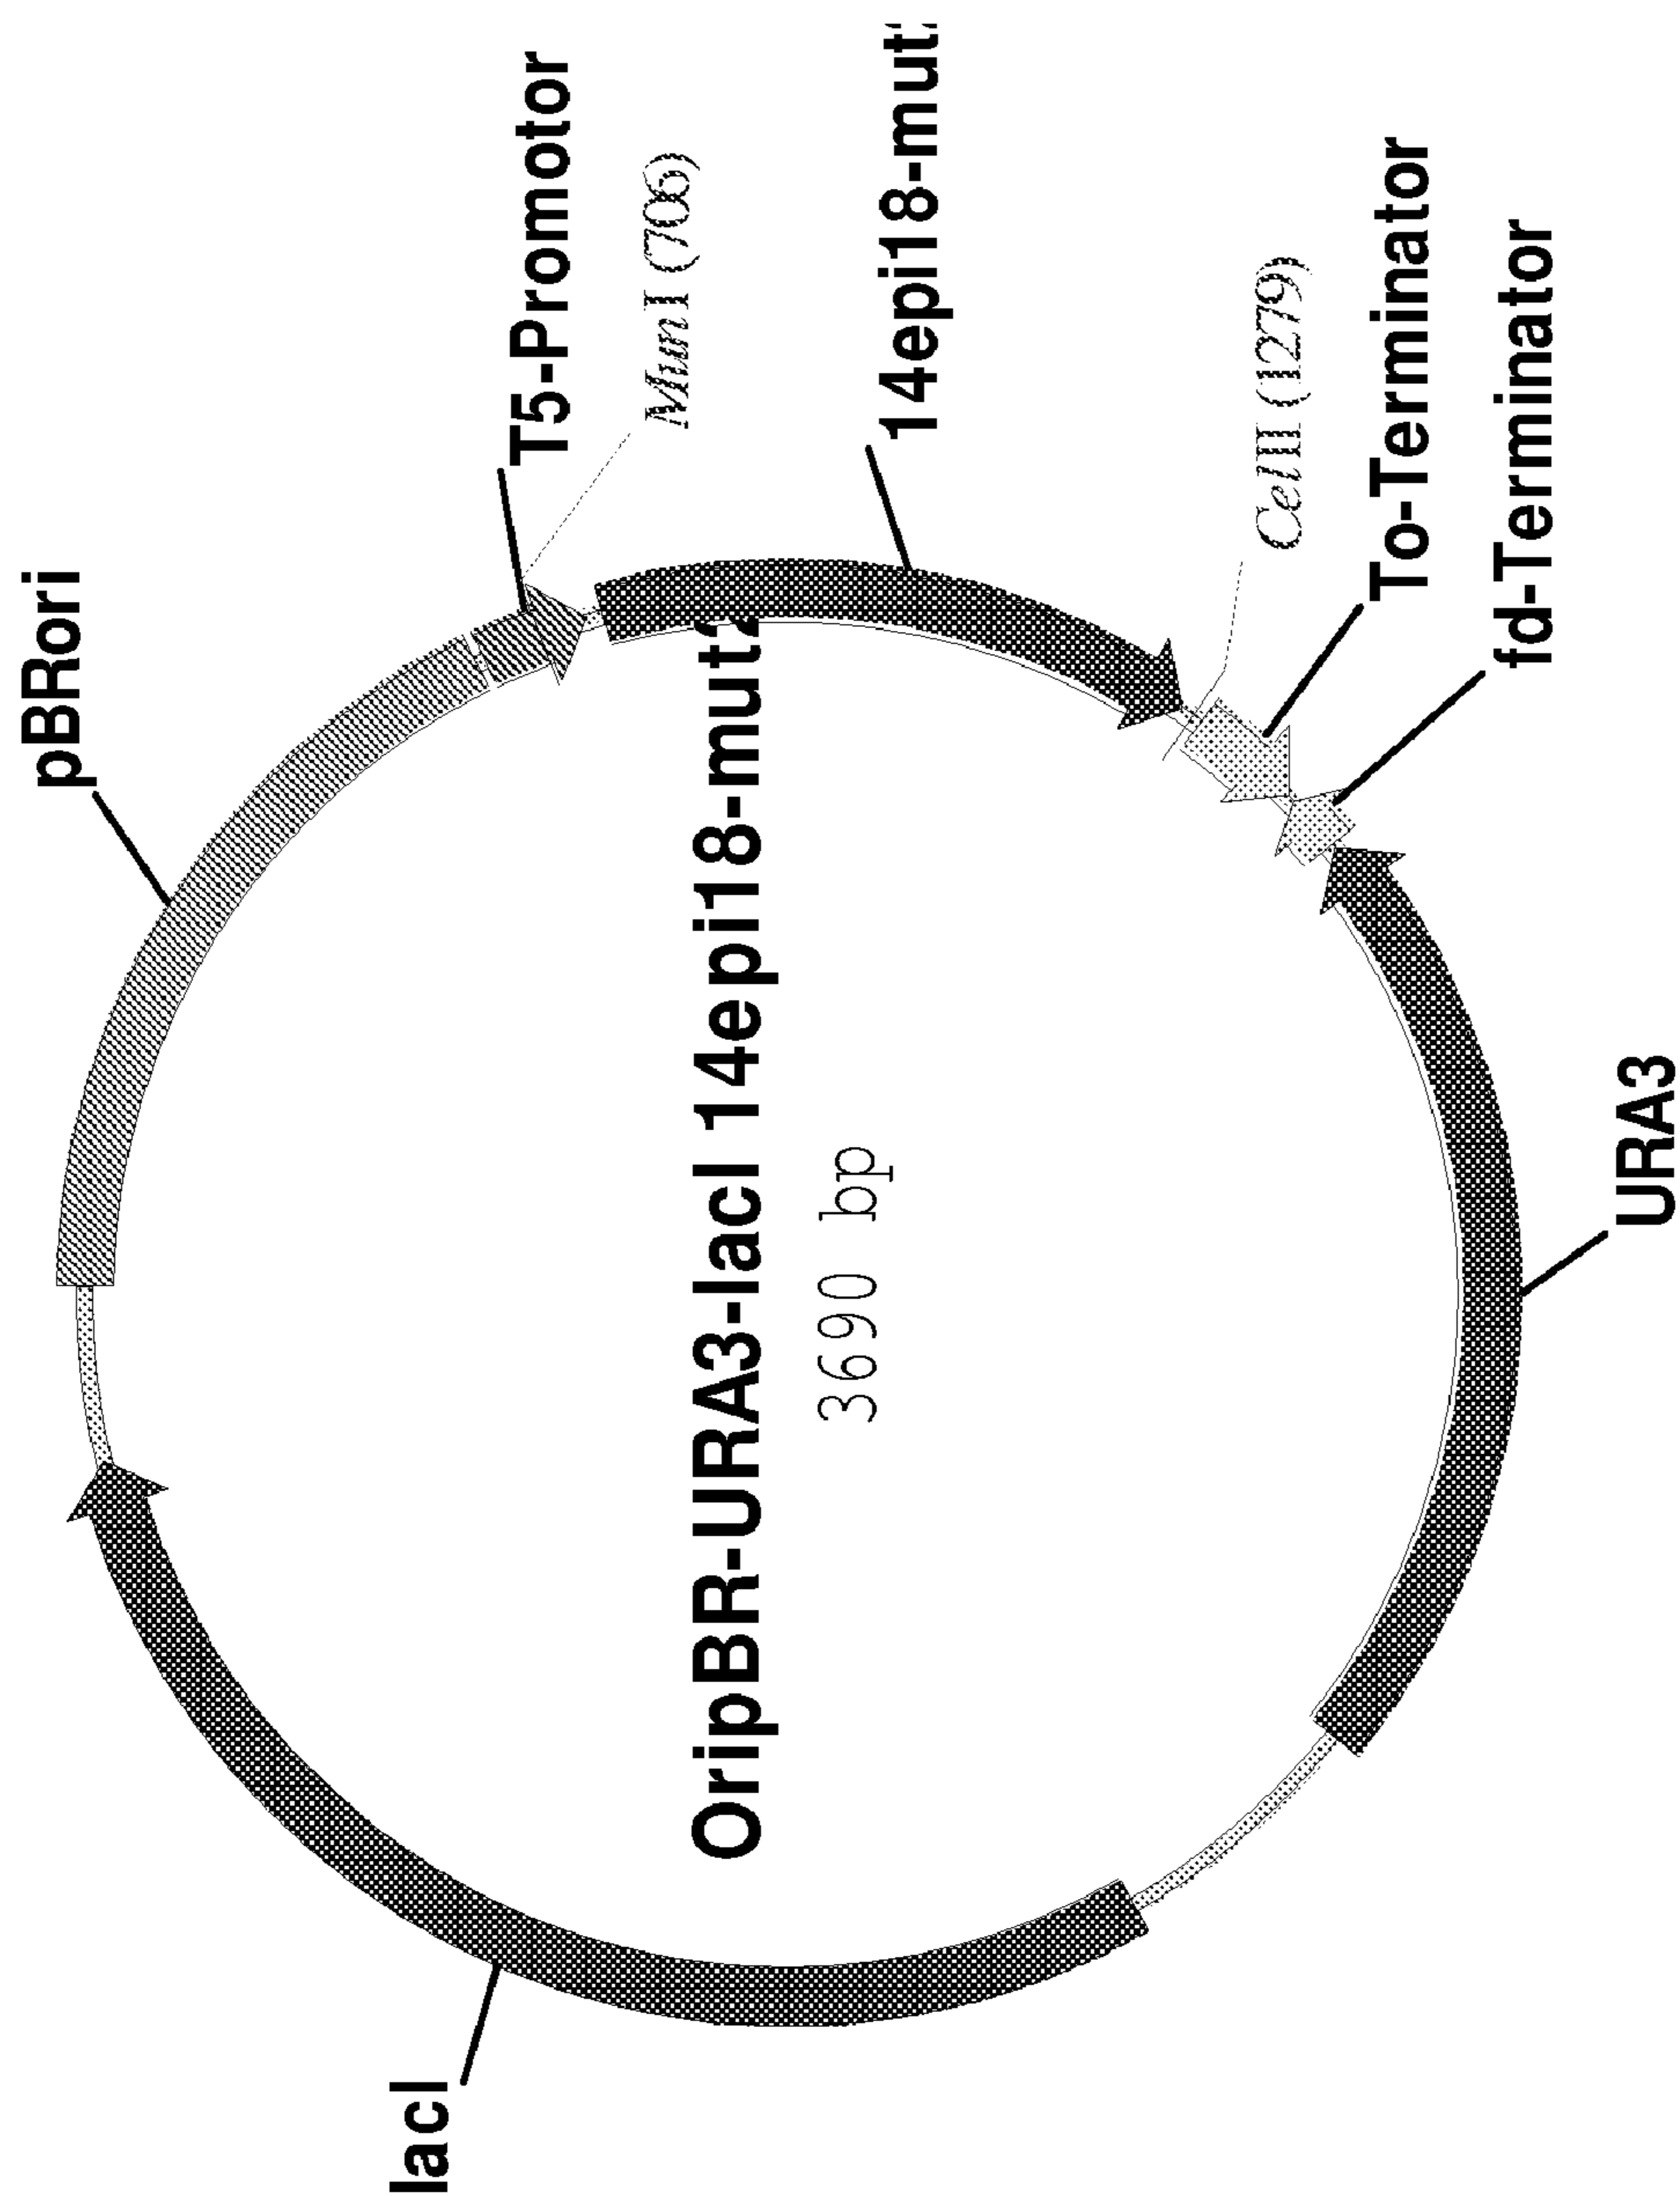 pBRori
lacI
T5-Promotor
MunI (706)
OripBR-URA3-lacI 14epi18-mut
3690 bp
14epi18-mut
CelII (1279)
To-Terminator
fd-Terminator
URA3